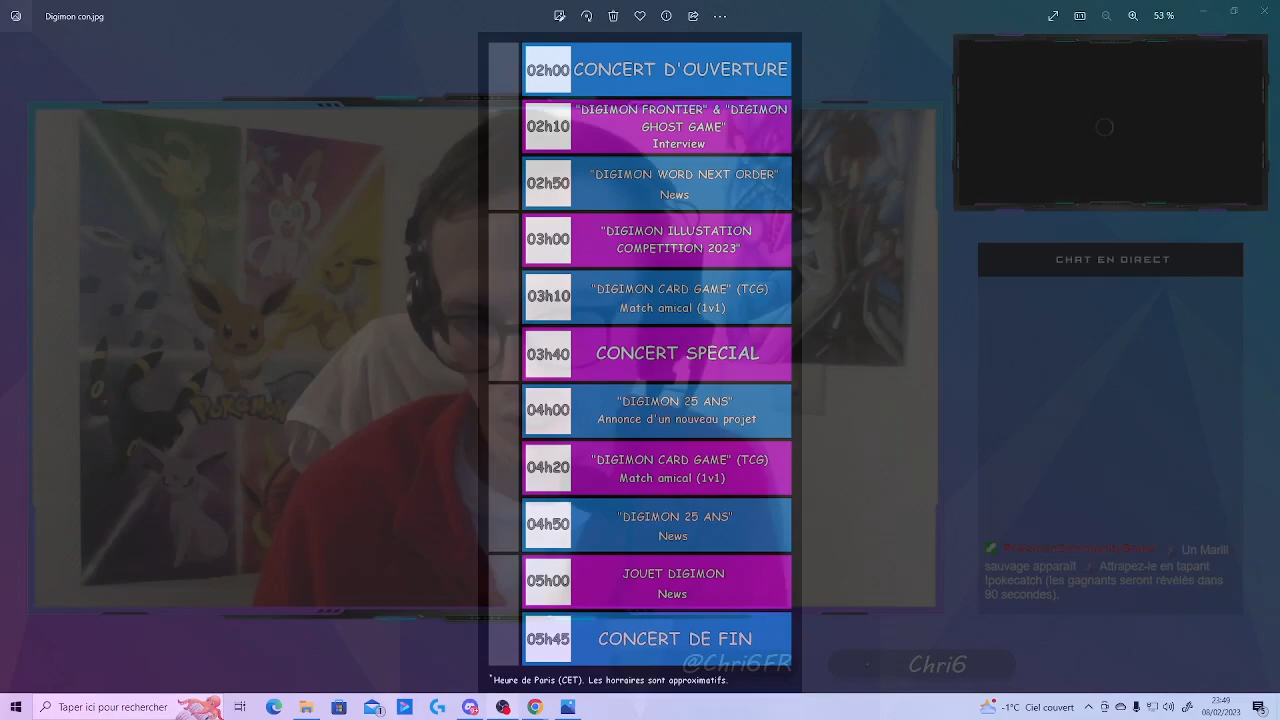 Digimon conjpg
02h00 CONCERT D'OUVERTURE
02h10 "DIGIMON FRONTIER" & "DIGIMON
GHOST GAME"
Interview
02h50 "DIGIMON WORD NEXT ORDER"
News
03h00 "DIGIMON ILLUSTATION
COMPETITION 2023"
03h10 "DIGIMON CARD GAME" (TCG)
Match amical (1v1)
03h40 CONCERT SPECIAL
04h00 "DIGIMON 25 ANS"
Annonce d'un nouveau projet
04h20 "DIGIMON CARD GAME" (TCG)
Match amical (1v1)
04h50 "DIGIMON 25 ANS"
News
05h00 JOUET DIGIMON
News
05h45 CONCERT DE FIN
@Chri6FR
*Heure de Paris (CET). Les horraires sont approximatifs.
Pokémon
CHAT EN DIRECT
PokemonCommunityGame: Un Marill
sauvage apparaît Attrapez-le en tapant
!pokecatch (les gagnants seront révélés dans
90 secondes).
Chri6
Taper ici pour rechercher
-1°C Ciel couvert
23:49
08/02/2023